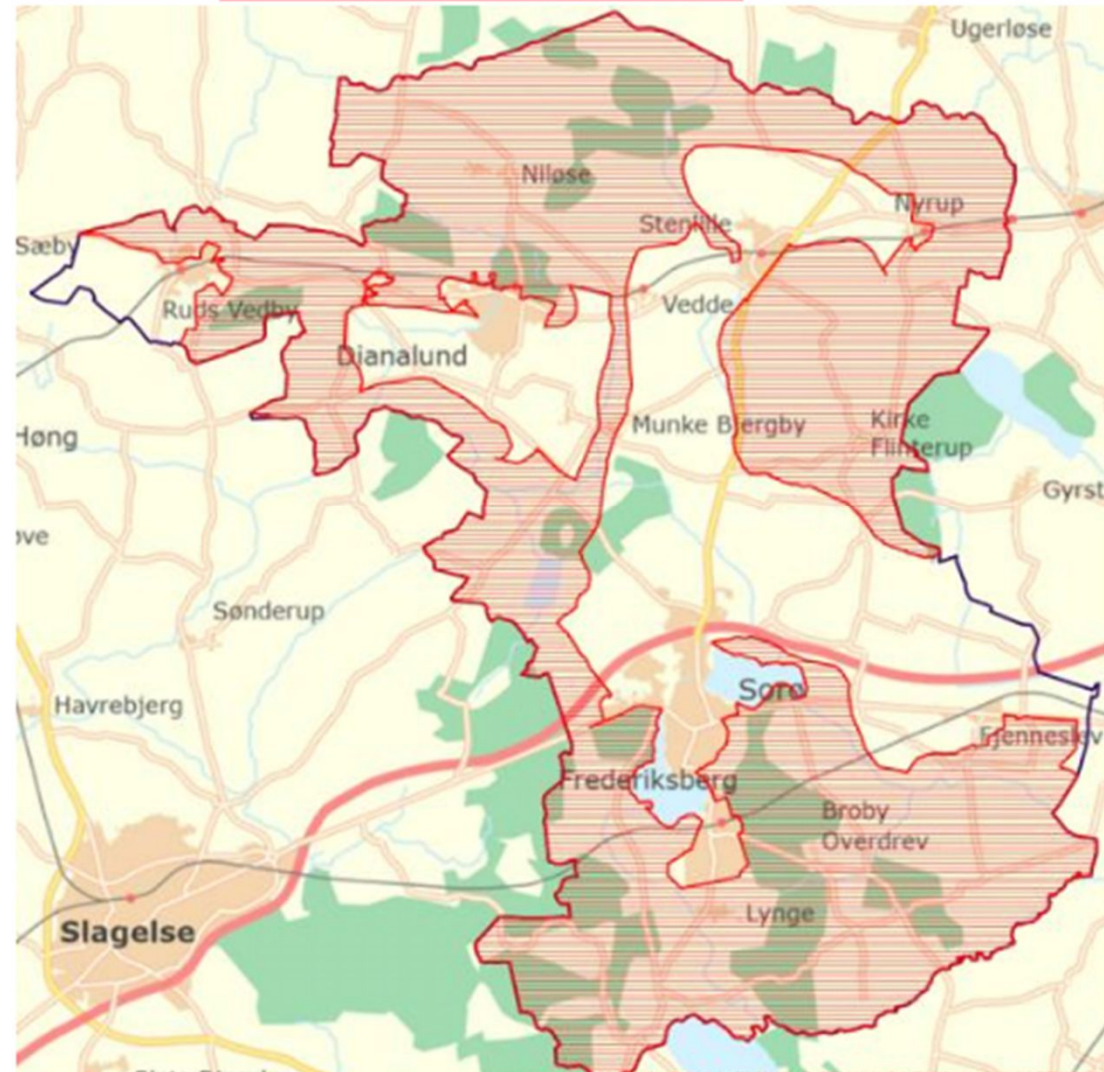 Ugerløse
Niløse
Nyrup
Stenlille
Sæby
Vedde
Ruds Vedby
Dianalund
Munke Bjergby
Kirke
Flinterup
Høng
Gyrst
øve
Sønderup
Sorø
Havrebjerg
Fjenneslev
Frederiksberg
Broby
Overdrev
Lynge
Slagelse